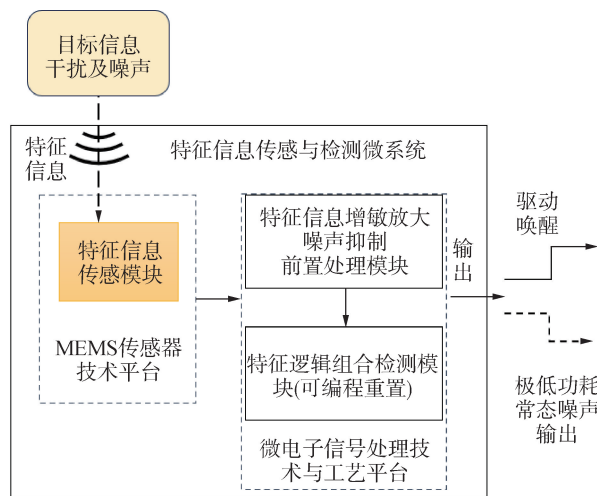 目标信息
干扰及噪声
特征
信息
特征信息传感与检测微系统
特征信息
传感模块
MEMS传感器
技术平台
特征信息增敏放大
噪声抑制
前置处理模块
特征逻辑组合检测模
块(可编程重置)
微电子信号处理技
术与工艺平台
输
出
驱动
唤醒
极低功耗
常态噪声
输出